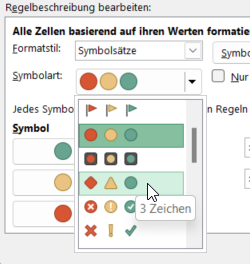 Regelbeschreibung bearbeiten:
Alle Zellen basierend auf ihren Werten formatie
Formatstil: Symbolsätze
Symbolart: Nur
Jedes Symbo n Regeln
Symbol
3 Zeichen